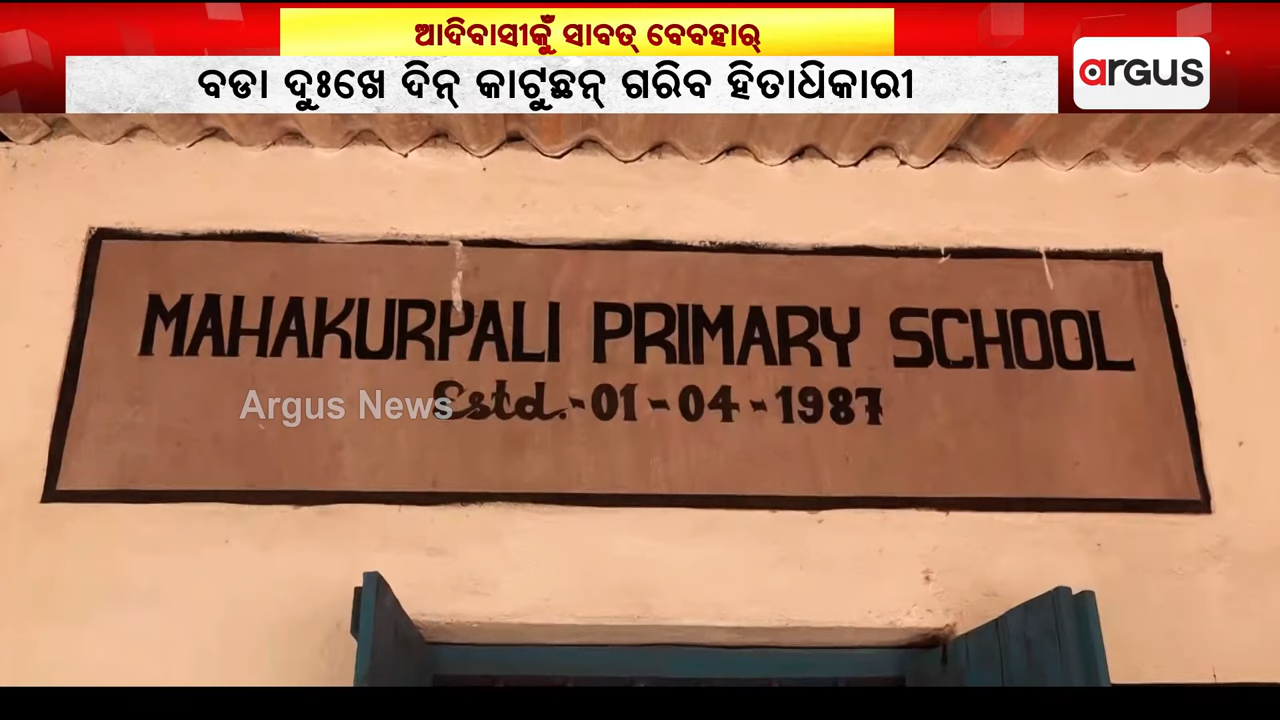 ଆଦିବାସୀକୁଁ ସାବତ୍ ବେବହାର୍
ବଡା ଦୁଃଖେ ଦିନ୍ କାଟୁଛନ୍ ଗରିବ ହିତାଧିକାରୀ
argus
MAHAKURPALI PRIMARY SCHOOL
Estd.-01-04-1987
Argus News